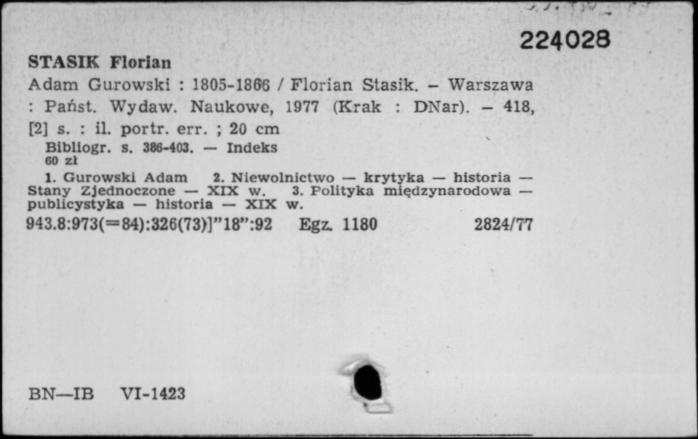 224028
STASIK Florian
Adam Gurowski : 1805-1866 / Florian Stasik. – Warszawa
: Państ. Wydaw. Naukowe, 1977 (Krak : DNar). – 418,
[2] s. : il. portr. err. ; 20 cm
Bibliogr. s. 386-403. — Indeks
60 zł
1. Gurowski Adam 2. Niewolnictwo — krytyka — historia —
Stany Zjednoczone — XIX w. 3. Polityka międzynarodowa —
publicystyka — historia — XIX w.
943.8:973(=84):326(73)]”18”:92 Egz. 1180 2824/77
BN—IB VI-1423